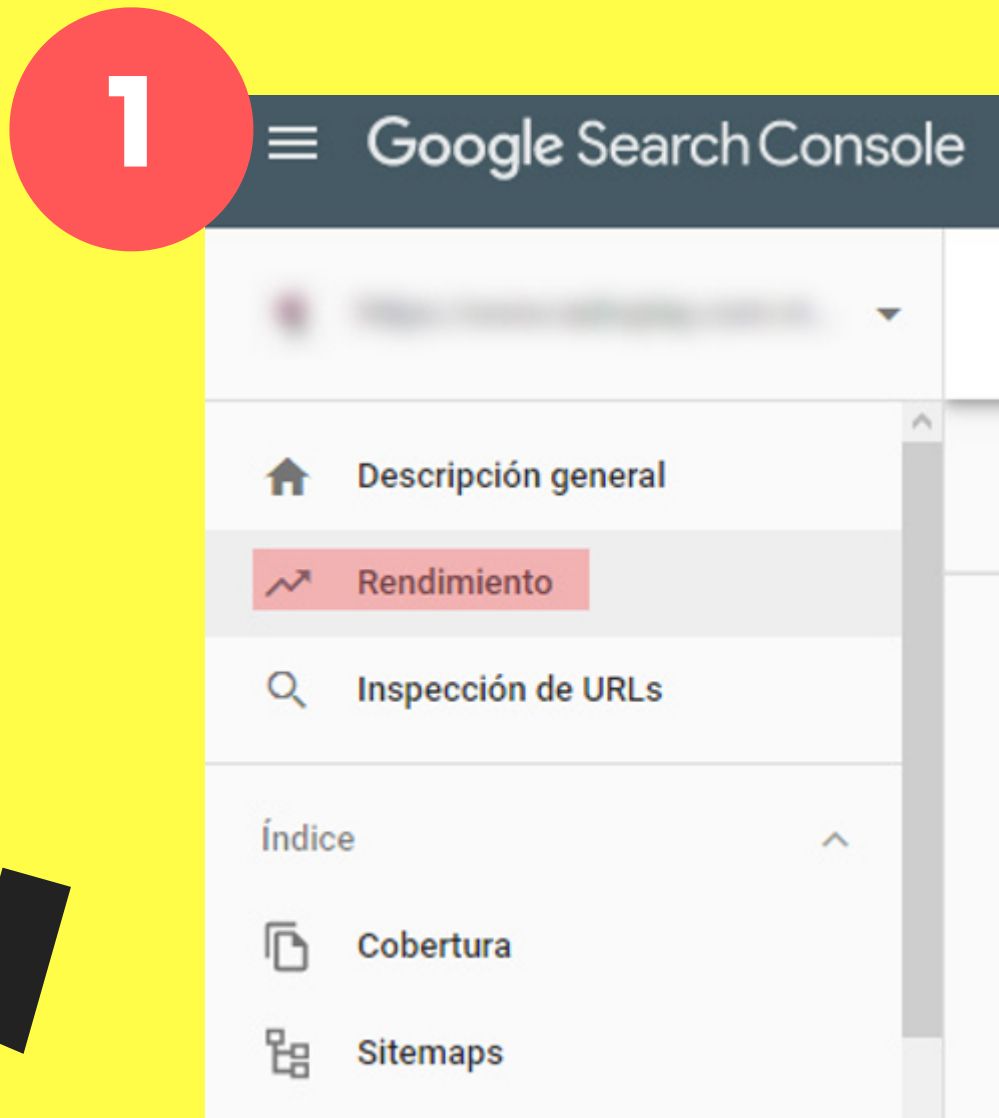 1
Google Search Console
Descripción general
Rendimiento
Inspección de URLs
Índice
Cobertura
Sitemaps